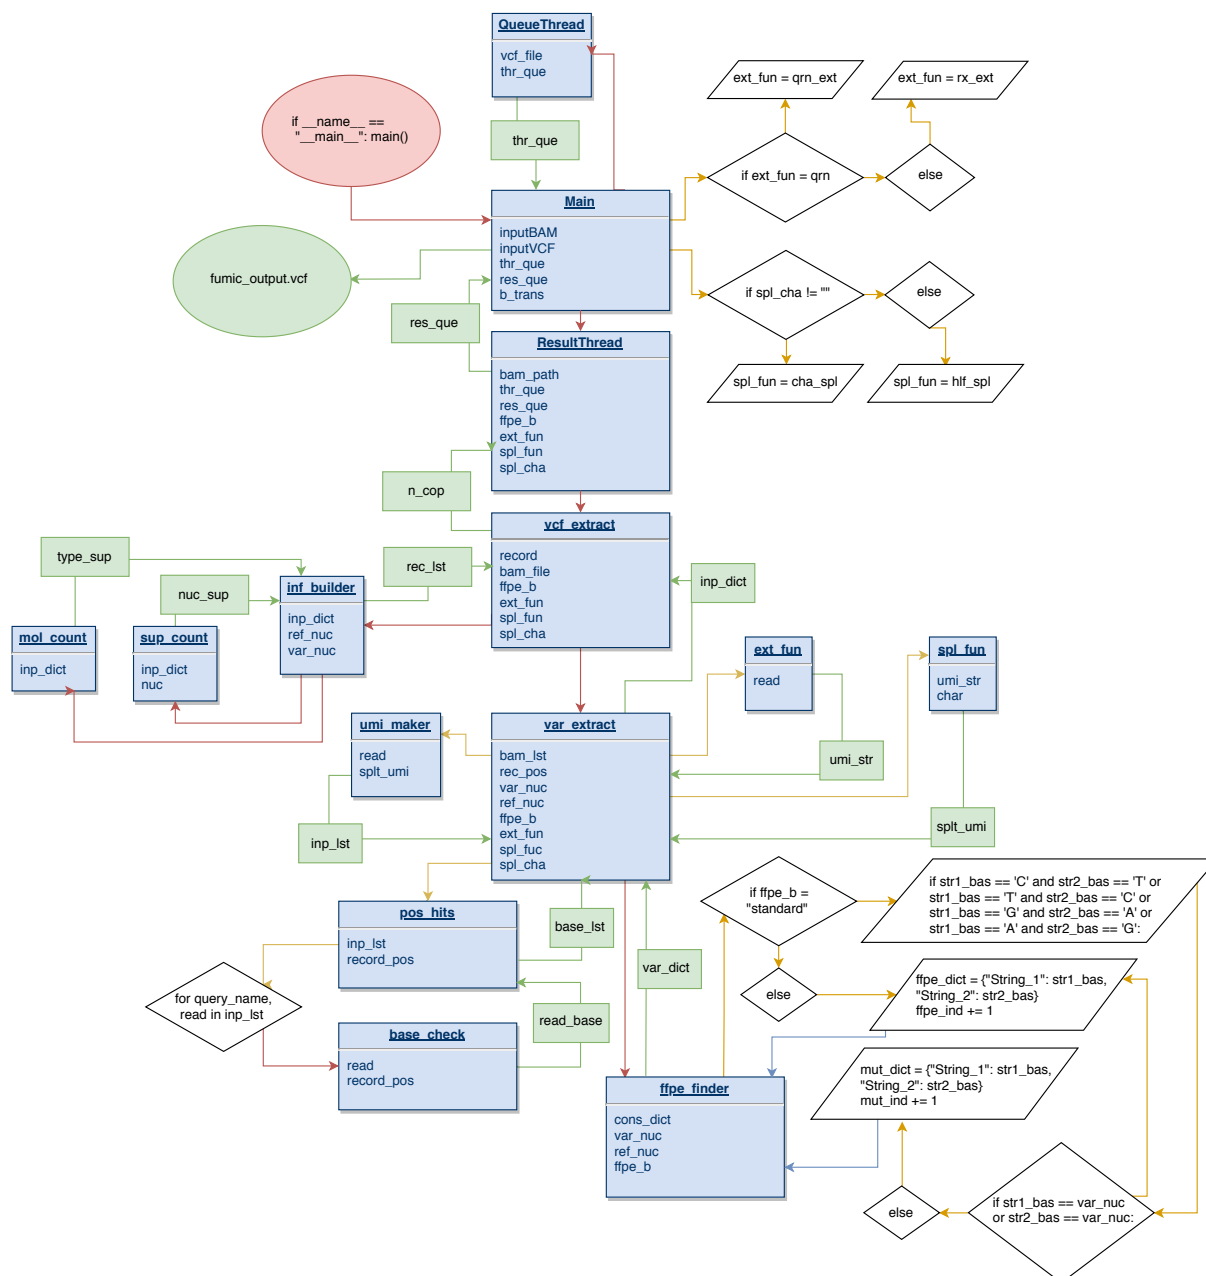 QueueThread
vcf_file
thr_que
if __name__ ==
"__main__": main()
thr_que
ext_fun = qrn_ext
ext_fun = rx_ext
if ext_fun = qrn
else
Main
inputBAM
inputVCF
thr_que
res_que
b_trans
fumic_output.vcf
res_que
if spl_cha != ""
else
spl_fun = cha_spl
spl_fun = hlf_spl
ResultThread
bam_path
thr_que
res_que
ffpe_b
ext_fun
spl_fun
spl_cha
n_cop
vcf_extract
record
bam_file
ffpe_b
ext_fun
spl_fun
spl_cha
type_sup
rec_lst
inp_dict
nuc_sup
inf_builder
inp_dict
ref_nuc
var_nuc
mol_count
inp_dict
sup_count
inp_dict
nuc
ext_fun
read
spl_fun
umi_str
char
umi_maker
read
splt_umi
var_extract
bam_lst
rec_pos
var_nuc
ref_nuc
ffpe_b
ext_fun
spl_fuc
spl_cha
umi_str
inp_lst
splt_umi
if ffpe_b =
"standard"
if str1_bas == 'C' and str2_bas == 'T' or
str1_bas == 'T' and str2_bas == 'C' or
str1_bas == 'G' and str2_bas == 'A' or
str1_bas == 'A' and str2_bas == 'G':
pos_hits
inp_lst
record_pos
base_lst
var_dict
else
ffpe_dict = {"String_1": str1_bas,
"String_2": str2_bas}
ffpe_ind += 1
for query_name,
read in inp_lst
read_base
base_check
read
record_pos
mut_dict = {"String_1": str1_bas,
"String_2": str2_bas}
mut_ind += 1
ffpe_finder
cons_dict
var_nuc
ref_nuc
ffpe_b
else
if str1_bas == var_nuc
or str2_bas == var_nuc: